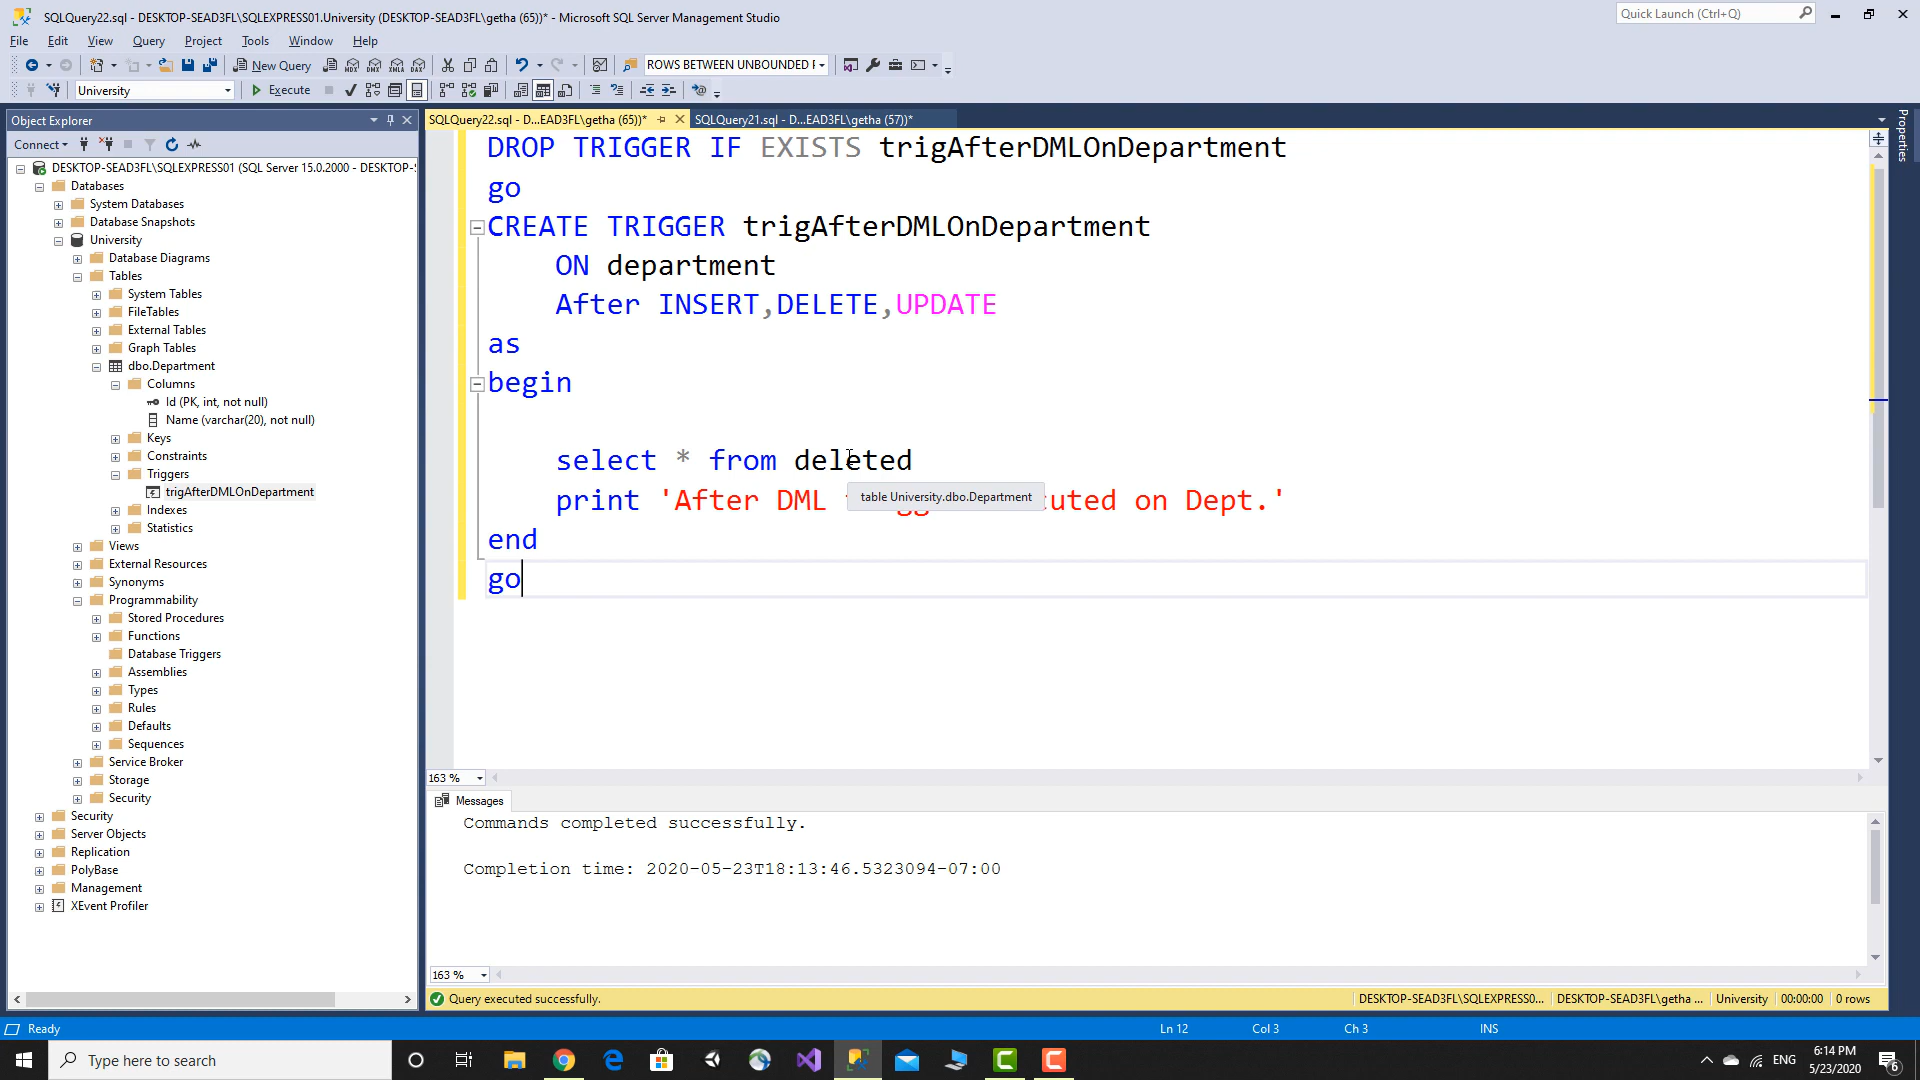 SQLQuery22.sql - DESKTOP-SEAD3FL\SQLEXPRESS01.University (DESKTOP-SEAD3FL\getha (65))* - Microsoft SQL Server Management Studio
Quick Launch (Ctrl+Q)
File Edit View Query Project Tools Window Help
New Query
MDX DMX XMLA DAX
ROWS BETWEEN UNBOUNDED F
University
Execute
Object Explorer
SQLQuery22.sql - D...EAD3FL\getha (65))*
SQLQuery21.sql - D...EAD3FL\getha (57))*
Properties
Connect
DESKTOP-SEAD3FL\SQLEXPRESS01 (SQL Server 15.0.2000 - DESKTOP-:
Databases
System Databases
Database Snapshots
University
Database Diagrams
Tables
System Tables
FileTables
External Tables
Graph Tables
dbo.Department
Columns
Id (PK, int, not null)
Name (varchar(20), not null)
Keys
Constraints
Triggers
trigAfterDMLOnDepartment
Indexes
Statistics
Views
External Resources
Synonyms
Programmability
Stored Procedures
Functions
Database Triggers
Assemblies
Types
Rules
Defaults
Sequences
Service Broker
Storage
Security
Security
Server Objects
Replication
PolyBase
Management
XEvent Profiler
DROP TRIGGER IF EXISTS trigAfterDMLOnDepartment
go
CREATE TRIGGER trigAfterDMLOnDepartment
ON department
After INSERT,DELETE,UPDATE
as
begin
select * from deleted
print 'After DML cuted on Dept.'
table University.dbo.Department
end
go
163 %
Messages
Commands completed successfully.
Completion time: 2020-05-23T18:13:46.5323094-07:00
163 %
Query executed successfully.
DESKTOP-SEAD3FL\SQLEXPRESS0... DESKTOP-SEAD3FL\getha ... University 00:00:00 0 rows
Ready
Ln 12 Col 3 Ch 3 INS
Type here to search
ENG
6:14 PM
5/23/2020
6